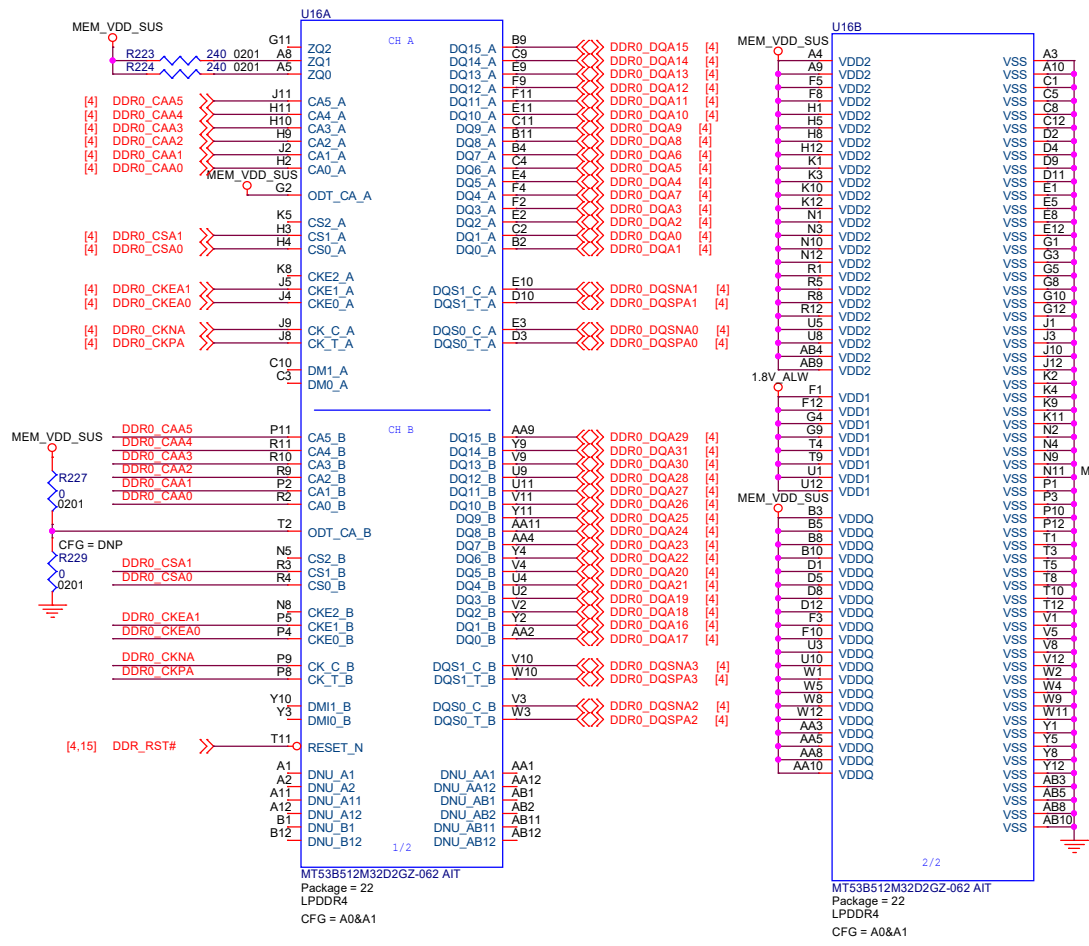 U16A
CH A
MEM_VDD_SUS
R223 240 0201
R224 240 0201
G11 ZQ2
A8 ZQ1
A5 ZQ0
[4] DDR0_CAA5 J11 CA5_A
[4] DDR0_CAA4 H11 CA4_A
[4] DDR0_CAA3 H10 CA3_A
[4] DDR0_CAA2 H9 CA2_A
[4] DDR0_CAA1 J2 CA1_A
[4] DDR0_CAA0 H2 CA0_A
MEM_VDD_SUS
G2 ODT_CA_A
K5 CS2_A
[4] DDR0_CSA1 H3 CS1_A
[4] DDR0_CSA0 H4 CS0_A
K8 CKE2_A
[4] DDR0_CKEA1 J5 CKE1_A
[4] DDR0_CKEA0 J4 CKE0_A
[4] DDR0_CKNA J9 CK_C_A
[4] DDR0_CKPA J8 CK_T_A
C10 DM1_A
C3 DM0_A
DQ15_A B9 DDR0_DQA15 [4]
DQ14_A C9 DDR0_DQA14 [4]
DQ13_A E9 DDR0_DQA13 [4]
DQ12_A F9 DDR0_DQA12 [4]
DQ11_A F11 DDR0_DQA11 [4]
DQ10_A E11 DDR0_DQA10 [4]
DQ9_A C11 DDR0_DQA9 [4]
DQ8_A B11 DDR0_DQA8 [4]
DQ7_A B4 DDR0_DQA6 [4]
DQ6_A C4 DDR0_DQA5 [4]
DQ5_A E4 DDR0_DQA4 [4]
DQ4_A F4 DDR0_DQA7 [4]
DQ3_A F2 DDR0_DQA3 [4]
DQ2_A E2 DDR0_DQA2 [4]
DQ1_A C2 DDR0_DQA0 [4]
DQ0_A B2 DDR0_DQA1 [4]
DQS1_C_A E10 DDR0_DQSNA1 [4]
DQS1_T_A D10 DDR0_DQSPA1 [4]
DQS0_C_A E3 DDR0_DQSNA0 [4]
DQS0_T_A D3 DDR0_DQSPA0 [4]
CH B
MEM_VDD_SUS
R227
0
0201
CFG = DNP
R229
0
0201
DDR0_CAA5 P11 CA5_B
DDR0_CAA4 R11 CA4_B
DDR0_CAA3 R10 CA3_B
DDR0_CAA2 R9 CA2_B
DDR0_CAA1 P2 CA1_B
DDR0_CAA0 R2 CA0_B
T2 ODT_CA_B
N5 CS2_B
DDR0_CSA1 R3 CS1_B
DDR0_CSA0 R4 CS0_B
N8 CKE2_B
DDR0_CKEA1 P5 CKE1_B
DDR0_CKEA0 P4 CKE0_B
DDR0_CKNA P9 CK_C_B
DDR0_CKPA P8 CK_T_B
Y10 DMI1_B
Y3 DMI0_B
[4,15] DDR_RST# T11 RESET_N
A1 DNU_A1
A2 DNU_A2
A11 DNU_A11
A12 DNU_A12
B1 DNU_B1
B12 DNU_B12
DQ15_B AA9 DDR0_DQA29 [4]
DQ14_B Y9 DDR0_DQA31 [4]
DQ13_B V9 DDR0_DQA30 [4]
DQ12_B U9 DDR0_DQA28 [4]
DQ11_B U11 DDR0_DQA27 [4]
DQ10_B V11 DDR0_DQA26 [4]
DQ9_B Y11 DDR0_DQA25 [4]
DQ8_B AA11 DDR0_DQA24 [4]
DQ7_B AA4 DDR0_DQA23 [4]
DQ6_B Y4 DDR0_DQA22 [4]
DQ5_B V4 DDR0_DQA20 [4]
DQ4_B U4 DDR0_DQA21 [4]
DQ3_B U2 DDR0_DQA19 [4]
DQ2_B V2 DDR0_DQA18 [4]
DQ1_B Y2 DDR0_DQA16 [4]
DQ0_B AA2 DDR0_DQA17 [4]
DQS1_C_B V10 DDR0_DQSNA3 [4]
DQS1_T_B W10 DDR0_DQSPA3 [4]
DQS0_C_B V3 DDR0_DQSNA2 [4]
DQS0_T_B W3 DDR0_DQSPA2 [4]
DNU_AA1 AA1
DNU_AA12 AA12
DNU_AB1 AB1
DNU_AB2 AB2
DNU_AB11 AB11
DNU_AB12 AB12
1/2
MT53B512M32D2GZ-062 AIT
Package = 22
LPDDR4
CFG = A0&A1
U16B
MEM_VDD_SUS
A4 VDD2
A9 VDD2
F5 VDD2
F8 VDD2
H1 VDD2
H5 VDD2
H8 VDD2
H12 VDD2
K1 VDD2
K3 VDD2
K10 VDD2
K12 VDD2
N1 VDD2
N3 VDD2
N10 VDD2
N12 VDD2
R1 VDD2
R5 VDD2
R8 VDD2
R12 VDD2
U5 VDD2
U8 VDD2
AB4 VDD2
AB9 VDD2
1.8V_ALW
F1 VDD1
F12 VDD1
G4 VDD1
G9 VDD1
T4 VDD1
T9 VDD1
U1 VDD1
U12 VDD1
MEM_VDD_SUS
B3 VDDQ
B5 VDDQ
B8 VDDQ
B10 VDDQ
D1 VDDQ
D5 VDDQ
D8 VDDQ
D12 VDDQ
F3 VDDQ
F10 VDDQ
U3 VDDQ
U10 VDDQ
W1 VDDQ
W5 VDDQ
W8 VDDQ
W12 VDDQ
AA3 VDDQ
AA5 VDDQ
AA8 VDDQ
AA10 VDDQ
VSS A3
VSS A10
VSS C1
VSS C5
VSS C8
VSS C12
VSS D2
VSS D4
VSS D9
VSS D11
VSS E1
VSS E5
VSS E8
VSS E12
VSS G1
VSS G3
VSS G5
VSS G8
VSS G10
VSS G12
VSS J1
VSS J3
VSS J10
VSS J12
VSS K2
VSS K4
VSS K9
VSS K11
VSS N2
VSS N4
VSS N9
VSS N11
M
VSS P1
VSS P3
VSS P10
VSS P12
VSS T1
VSS T3
VSS T5
VSS T8
VSS T10
VSS T12
VSS V1
VSS V5
VSS V8
VSS V12
VSS W2
VSS W4
VSS W9
VSS W11
VSS Y1
VSS Y5
VSS Y8
VSS Y12
VSS AB3
VSS AB5
VSS AB8
VSS AB10
2/2
MT53B512M32D2GZ-062 AIT
Package = 22
LPDDR4
CFG = A0&A1